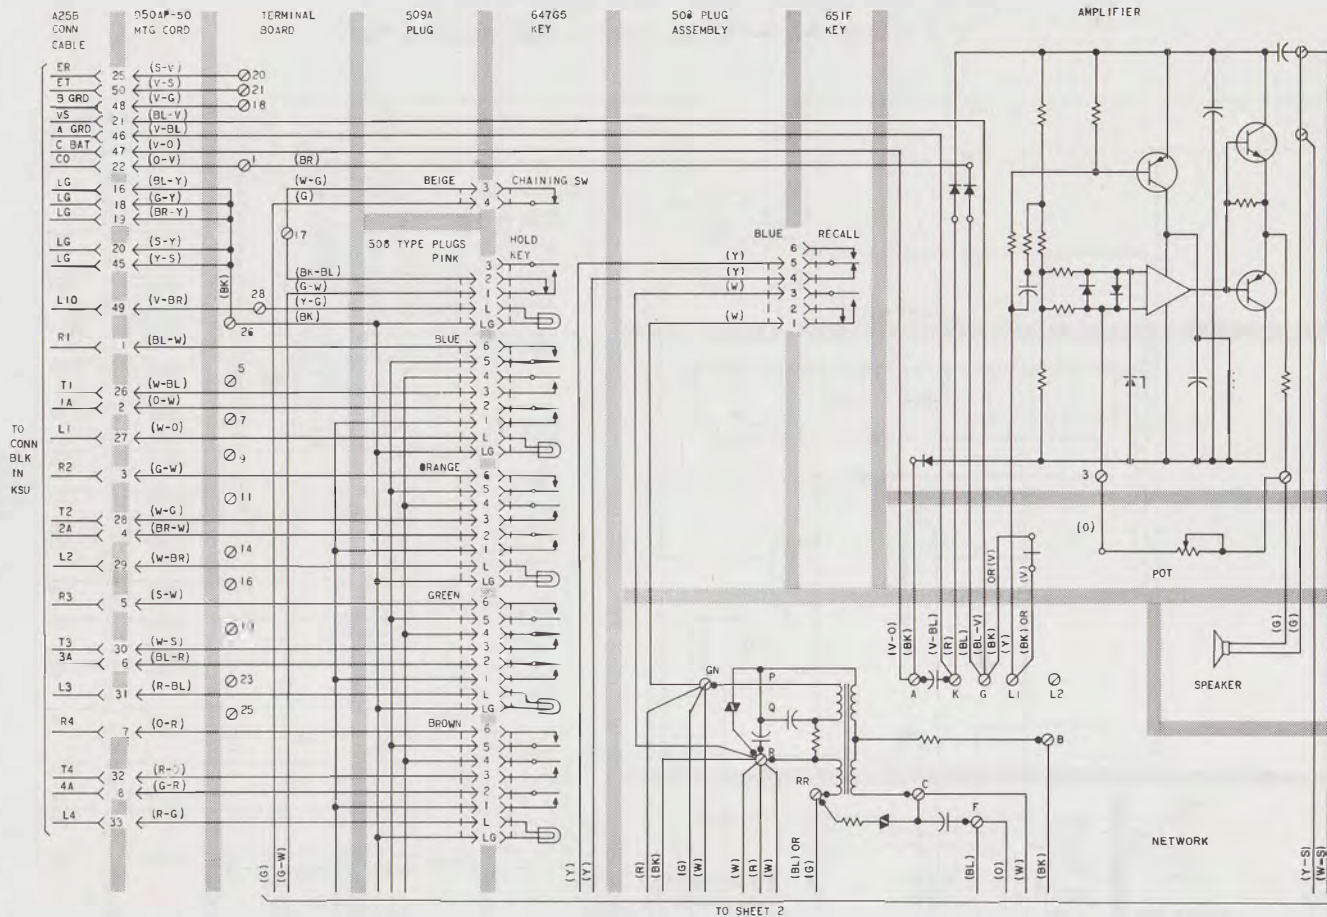 A25B CONN CABLE
D50AP-50 MTG CORD
TERMINAL BOARD
509A PLUG
647G5 KEY
508 PLUG ASSEMBLY
651F KEY
AMPLIFIER
ER 25 (S-V) 20
ET 50 (V-S) 21
B GRD 48 (V-G) 18
VS 21 (BL-V)
A GRD 46 (V-BL)
C BAT 47 (V-O)
CO 22 (O-V) 1 (BR)
LG 16 (BL-Y) (W-G) BEIGE 3 CHAINING SW
LG 18 (G-Y) (G) 4
LG 19 (BR-Y)
17
508 TYPE PLUGS
PINK
HOLD KEY
LG 20 (S-Y)
LG 45 (Y-S) 3
(BK)
(BK-BL) 2
(G-W) 1
L10 49 (V-BR) 28 (Y-G) L
26 (BK) LG
R1 1 (BL-W) BLUE 6
5 5
4
T1 26 (W-BL) 3
1A 2 (O-W) 2
7 1
L1 27 (W-O) L
9 LG
R2 3 (G-W) ORANGE 6
11 5
4
T2 28 (W-G) 3
2A 4 (BR-W) 2
14 1
L2 29 (W-BR) L
16 LG
R3 5 (S-W) GREEN 6
5
19 4
T3 30 (W-S) 3
3A 6 (BL-R) 2
23 1
L3 31 (R-BL) L
25 LG
R4 7 (O-R) BROWN 6
5
4
T4 32 (R-O) 3
4A 8 (G-R) 2
1
L4 33 (R-G) L
LG
TO CONN BLK IN KSU
BLUE 6 RECALL
(Y) 5
(Y) 4
(W) 3
2
(W) 1
3
(O)
POT
(V-O)
(BK)
(V-BL)
(R)
(BL)
(BL-V)
(BK) OR (V)
(Y)
(BK) OR (V)
(G)
(G)
SPEAKER
A K G L1 L2
GN P
Q
R
RR
B
C
F
NETWORK
(G)
(G-W)
(Y)
(Y)
(R)
(BK)
(G)
(W)
(W)
(R)
(W)
(BL) OR (G)
(BL)
(O)
(W)
(BK)
(Y-S)
(W-S)
TO SHEET 2